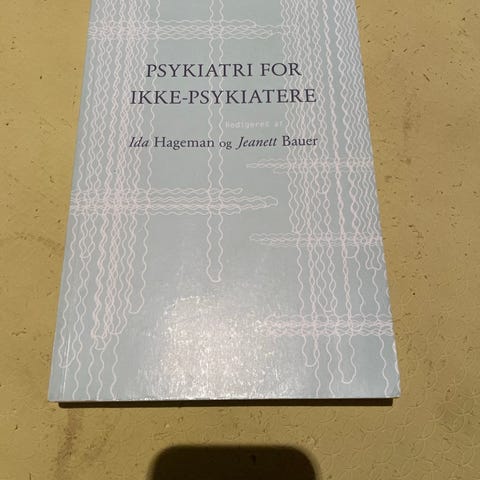 PSYKIATRI FOR
IKKE-PSYKIATERE
Redigeret af
Ida Hageman og Jeanett Bauer